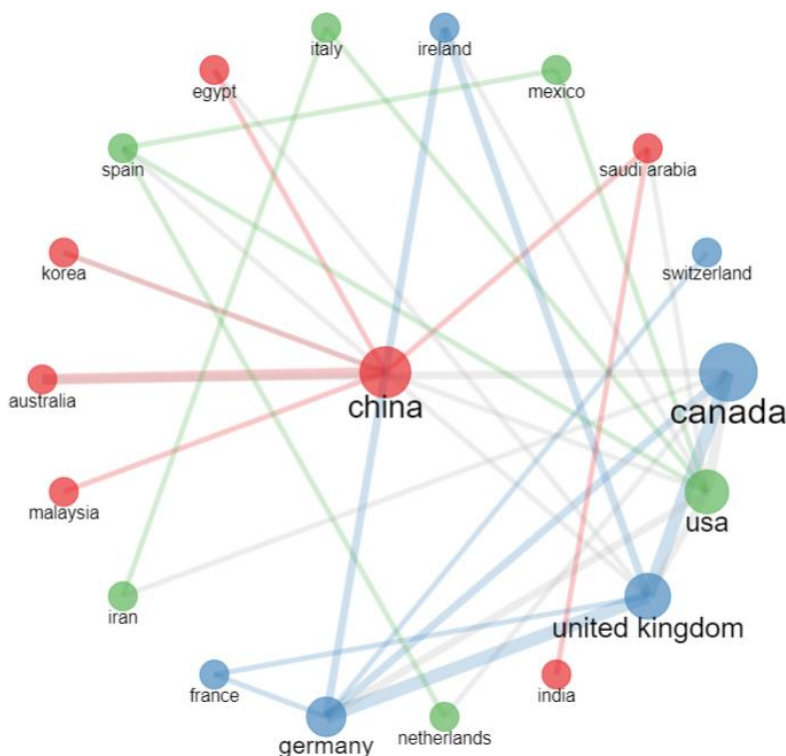 italy
ireland
egypt
mexico
spain
saudi arabia
korea
switzerland
australia
china
canada
malaysia
usa
iran
united kingdom
france
india
germany
netherlands